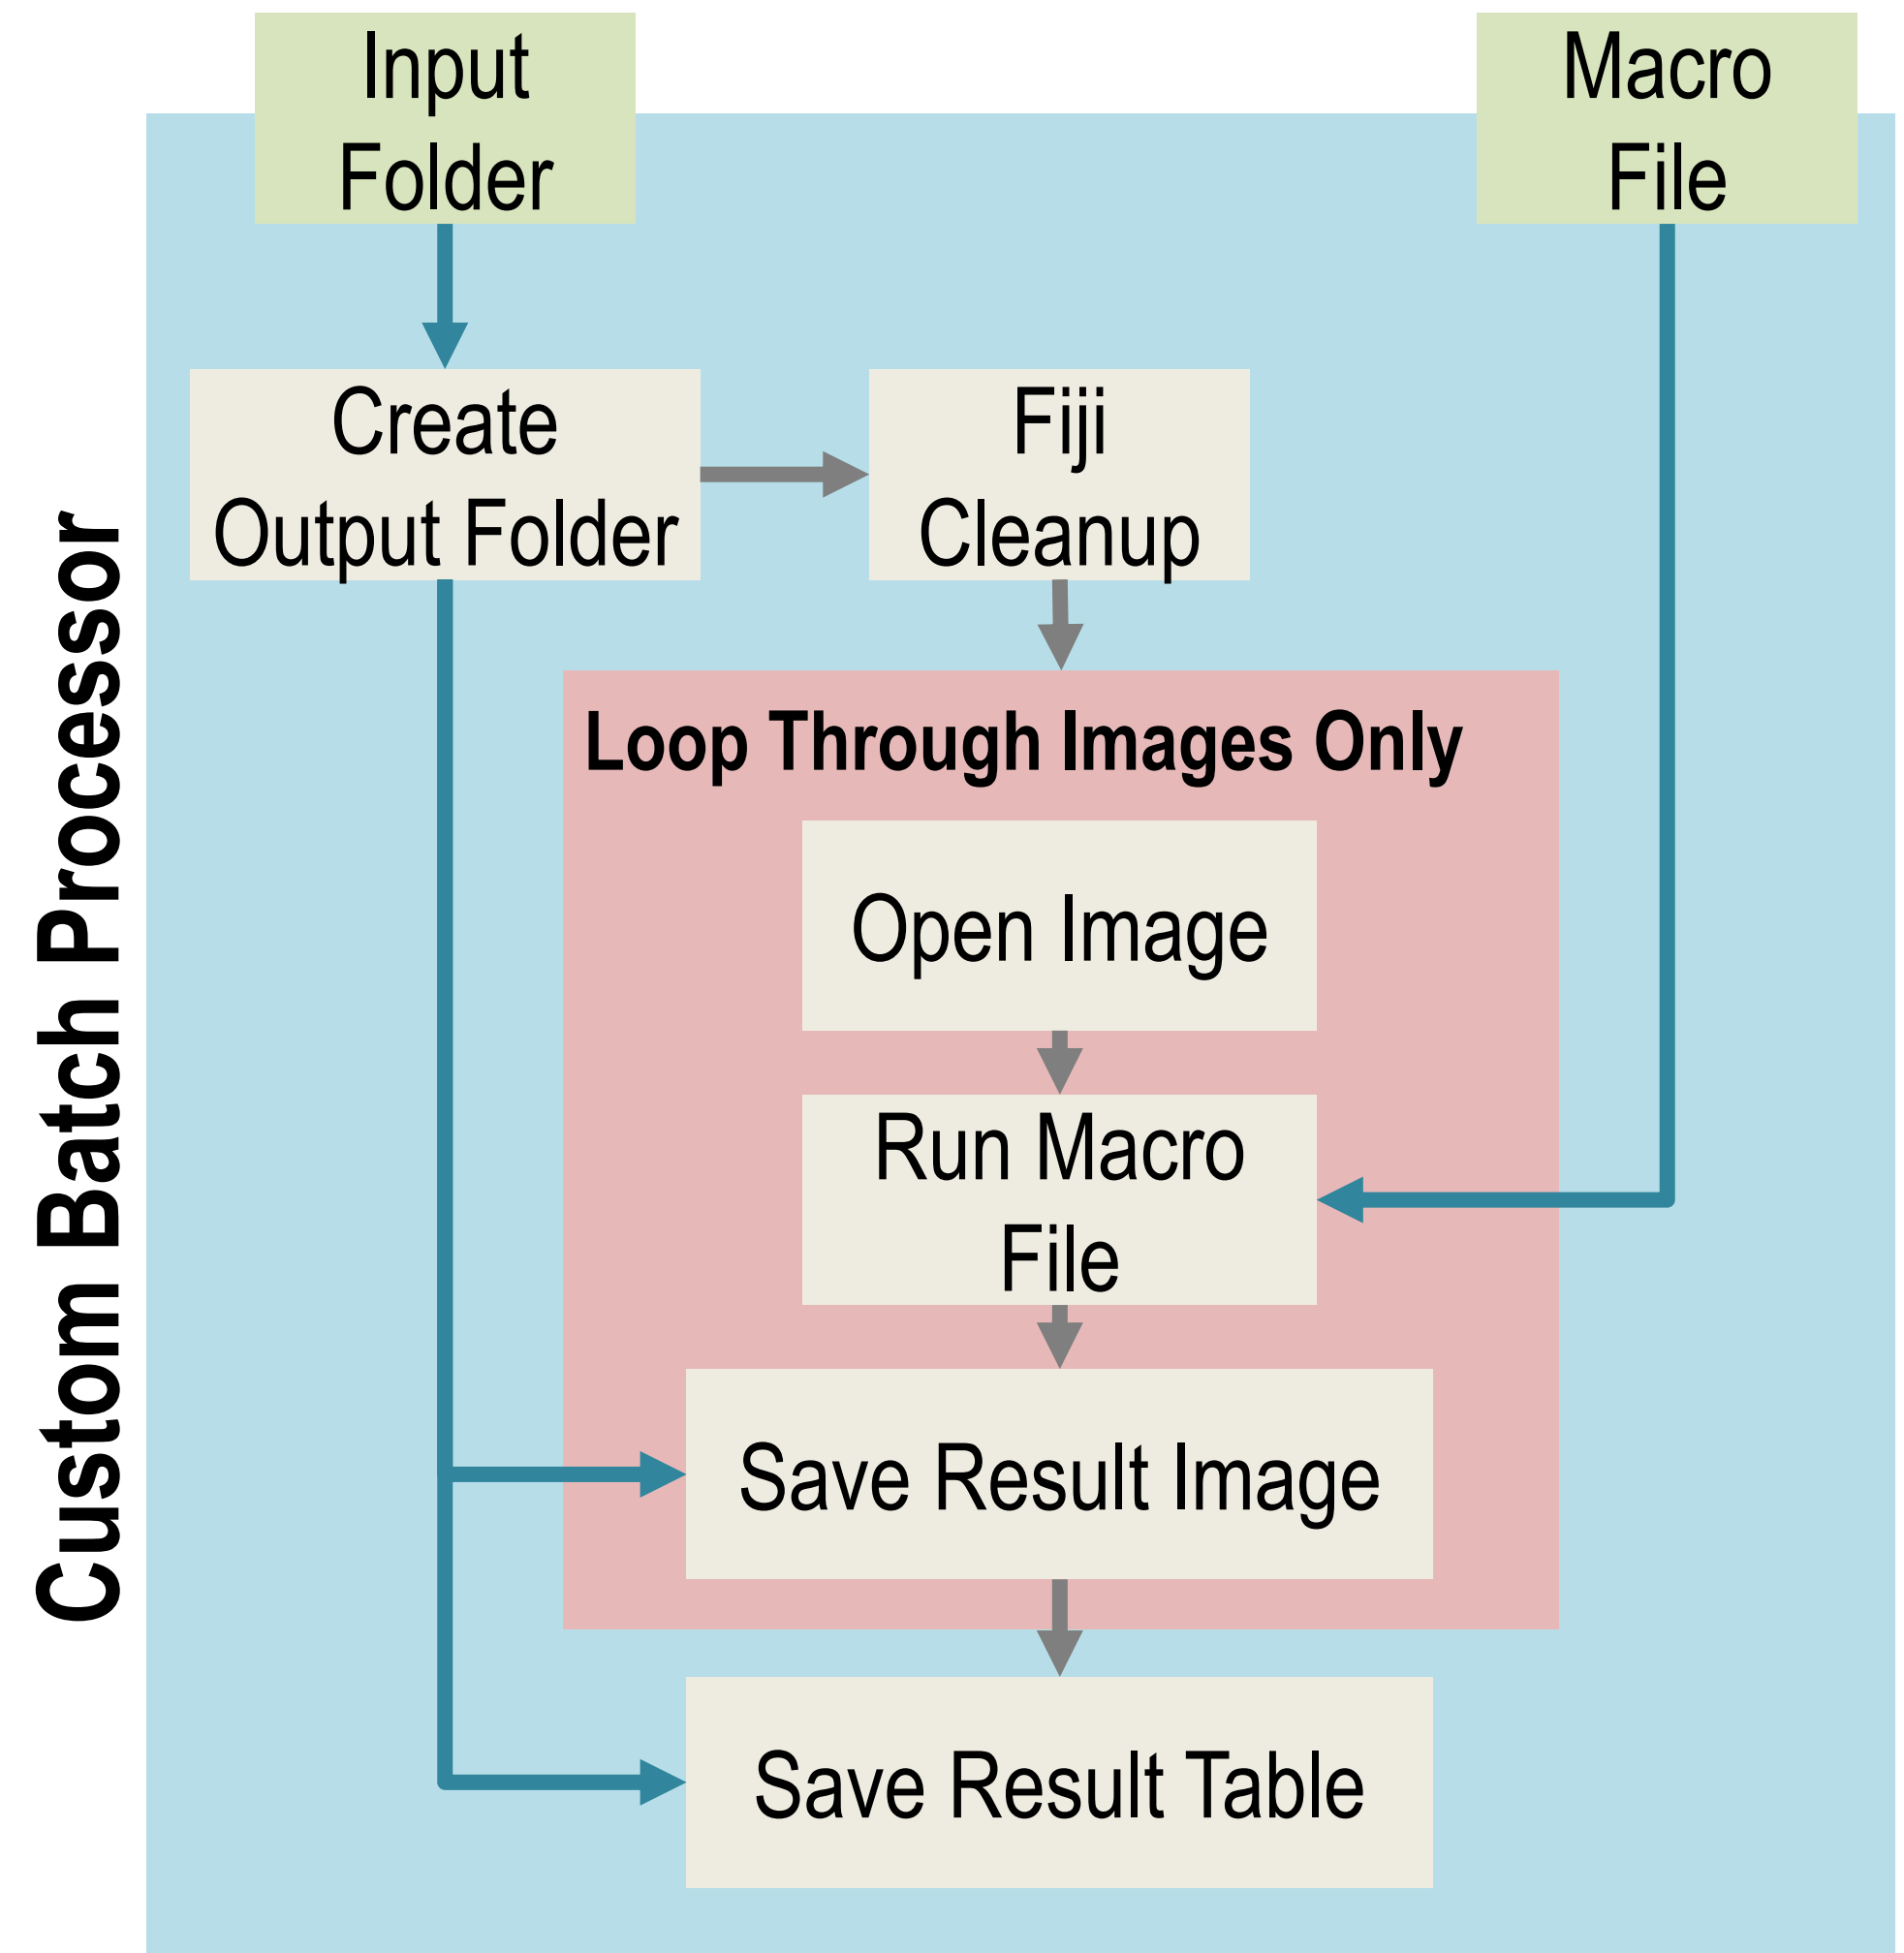 Input
Folder
Macro
File
Create
Output Folder
Fiji
Cleanup
Custom Batch Processor
Loop Through Images Only
Open Image
Run Macro
File
Save Result Image
Save Result Table